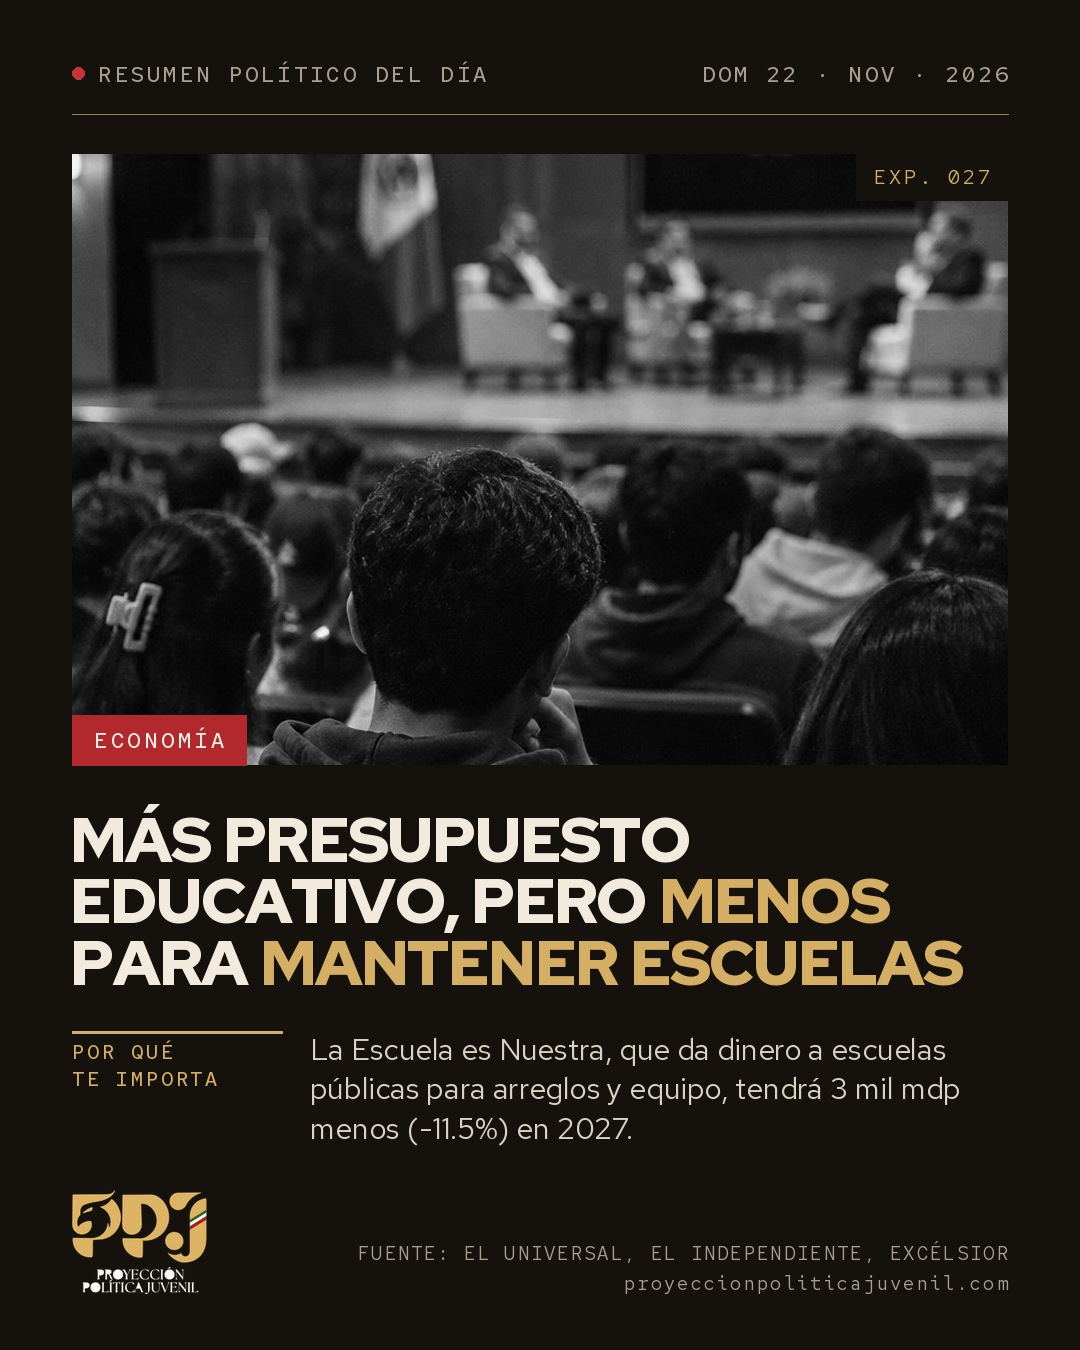 RESUMEN POLÍTICO DEL DÍA
DOM 22 · NOV · 2026
EXP. 027
ECONOMÍA
MÁS PRESUPUESTO
EDUCATIVO, PERO MENOS
PARA MANTENER ESCUELAS
POR QUÉ
TE IMPORTA
La Escuela es Nuestra, que da dinero a escuelas
públicas para arreglos y equipo, tendrá 3 mil mdp
menos (-11.5%) en 2027.
PPJ
PROYECCIÓN
POLÍTICA JUVENIL
FUENTE: EL UNIVERSAL, EL INDEPENDIENTE, EXCÉLSIOR
proyeccionpoliticajuvenil.com